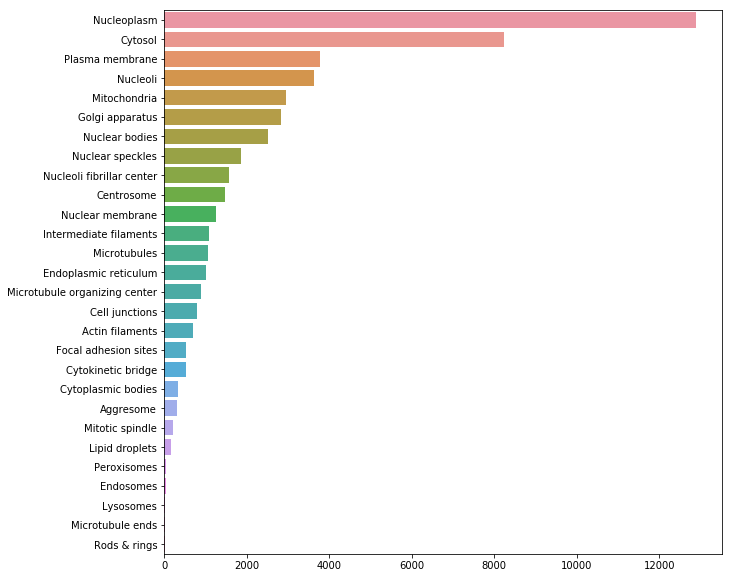 Nucleoplasm
Cytosol
Plasma membrane
Nucleoli
Mitochondria
Golgi apparatus
Nuclear bodies
Nuclear speckles
Nucleoli fibrillar center
Centrosome
Nuclear membrane
Intermediate filaments
Microtubules
Endoplasmic reticulum
Microtubule organizing center
Cell junctions
Actin filaments
Focal adhesion sites
Cytokinetic bridge
Cytoplasmic bodies
Aggresome
Mitotic spindle
Lipid droplets
Peroxisomes
Endosomes
Lysosomes
Microtubule ends
Rods & rings
0 2000 4000 6000 8000 10000 12000